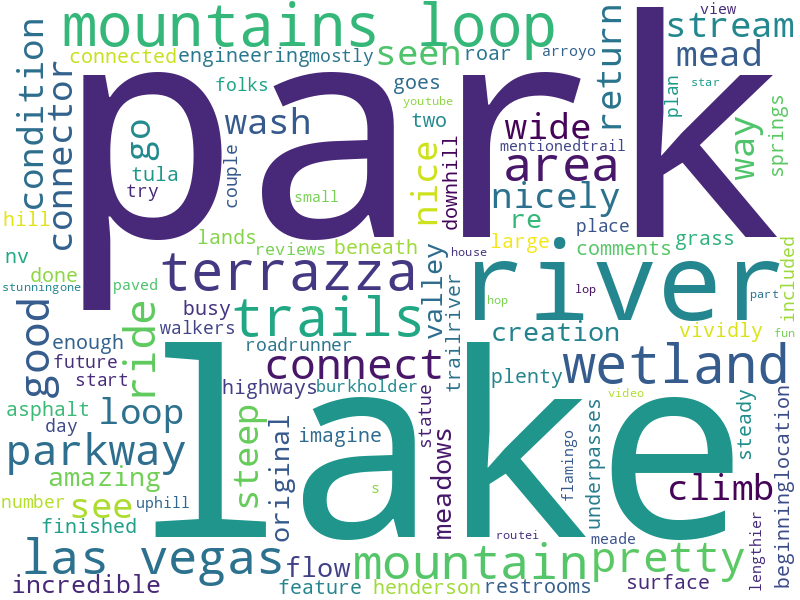 mountains loop
view
stream
connected
engineering
mostly
seen
roar
arroyo
mead
return
condition
connector
folks
goes
youtube
star
plan
springs
park
go
wash
two
wide
mentionedtrail
way
tula
try
couple
small
nice
downhill
area
nicely
hill
re
place
lands
reviews
beneath
house
large
comments
grass
nv
done
terrazza
valley
river
included
stunningone
paved
busy
walkers
trails
hop
lop
part
good
ride
roadrunner
trailriver
creation
vividly
fun
enough
future
start
connect
wetland
highways
burkholder
plenty
asphalt
day
loop
lake
steep
original
imagine
statue
meadows
flamingo
underpasses
video
steady
beginninglocation
parkway
amazing
number
uphill
see
finished
s
climb
lengthier
las vegas
flow
mountain
routei
meade
pretty
incredible
feature
henderson
restrooms
surface